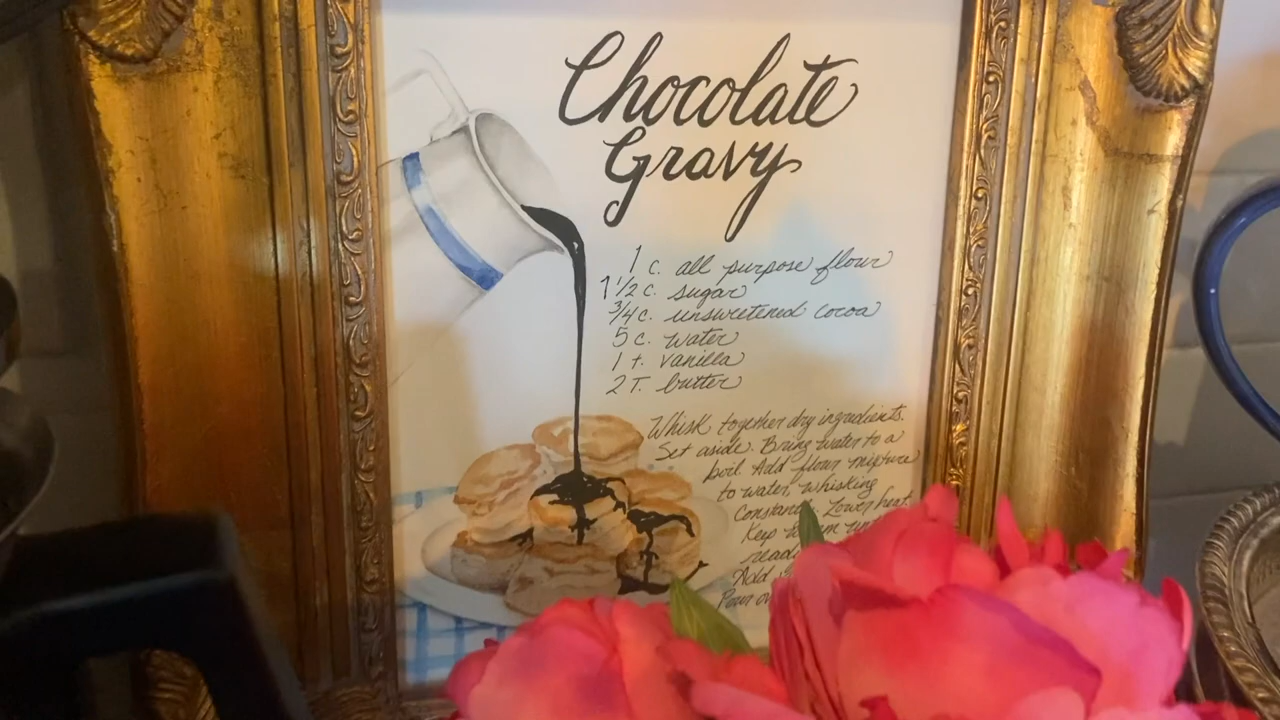 Chocolate
Gravy
1 c. all purpose flour
1 1/2 c. sugar
3/4 c. unsweetened cocoa
5 c. water
1 t. vanilla
2 T. butter
Whisk together dry ingredients.
Set aside. Bring water to a
boil. Add flour mixture
to water, whisking
Lower heat.
Keep
Add
Pour